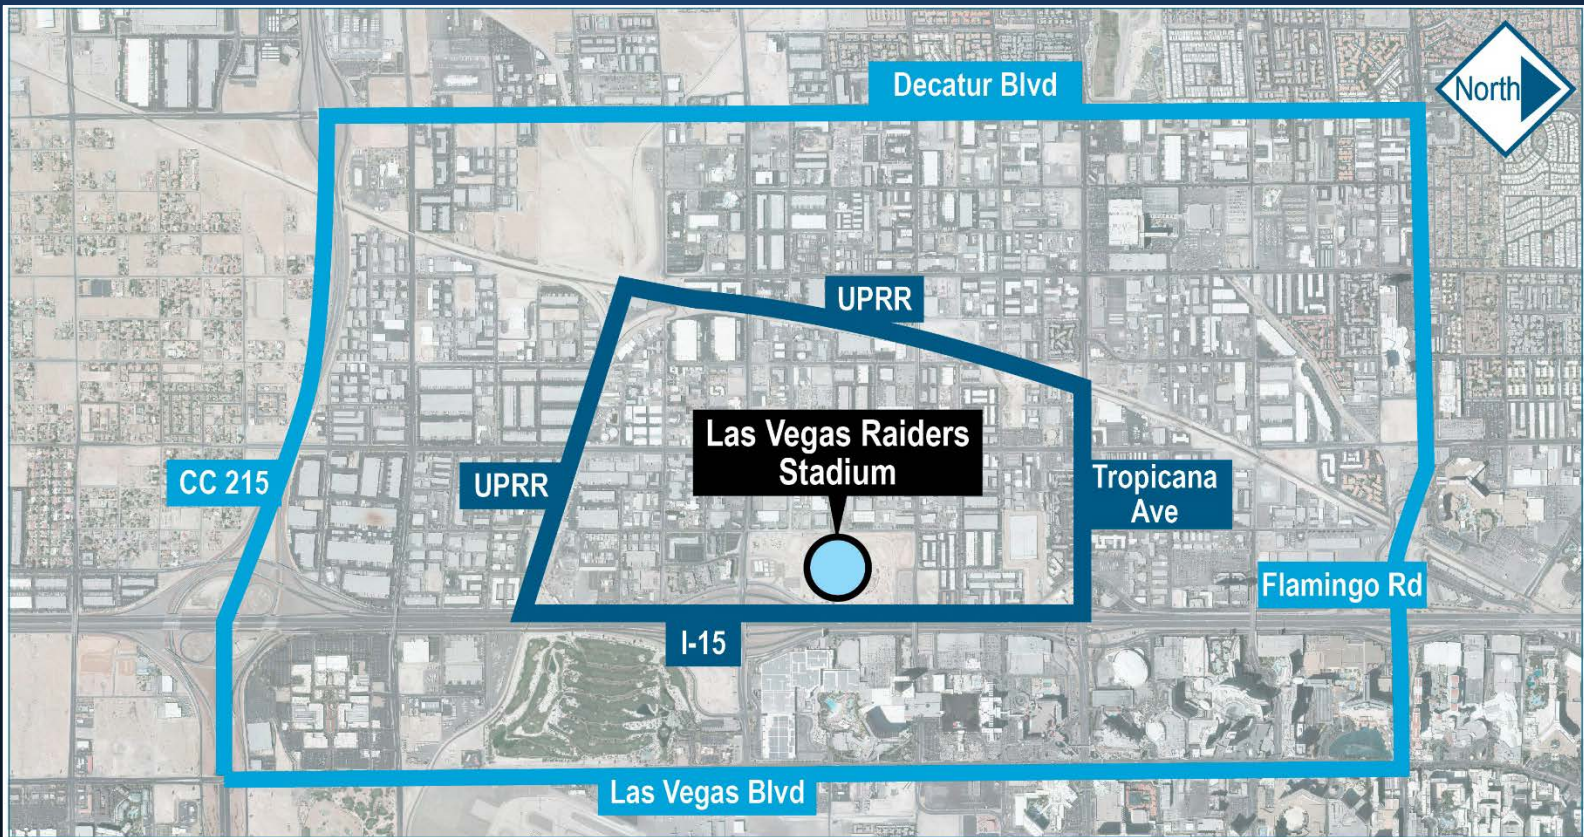 Decatur Blvd
North
UPRR
Las Vegas Raiders
Stadium
CC 215
UPRR
Tropicana
Ave
Flamingo Rd
I-15
Las Vegas Blvd